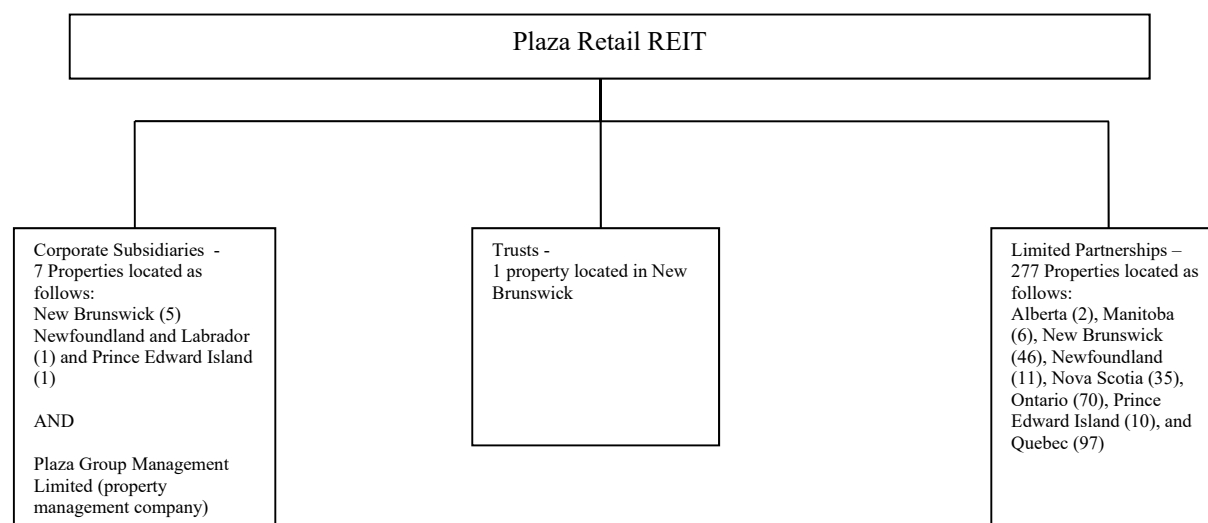 Plaza Retail REIT
Corporate Subsidiaries -
7 Properties located as
follows:
New Brunswick (5)
Newfoundland and Labrador
(1) and Prince Edward Island
(1)
AND
Plaza Group Management
Limited (property
management company)
Trusts -
1 property located in New
Brunswick
Limited Partnerships –
277 Properties located as
follows:
Alberta (2), Manitoba
(6), New Brunswick
(46), Newfoundland
(11), Nova Scotia (35),
Ontario (70), Prince
Edward Island (10), and
Quebec (97)